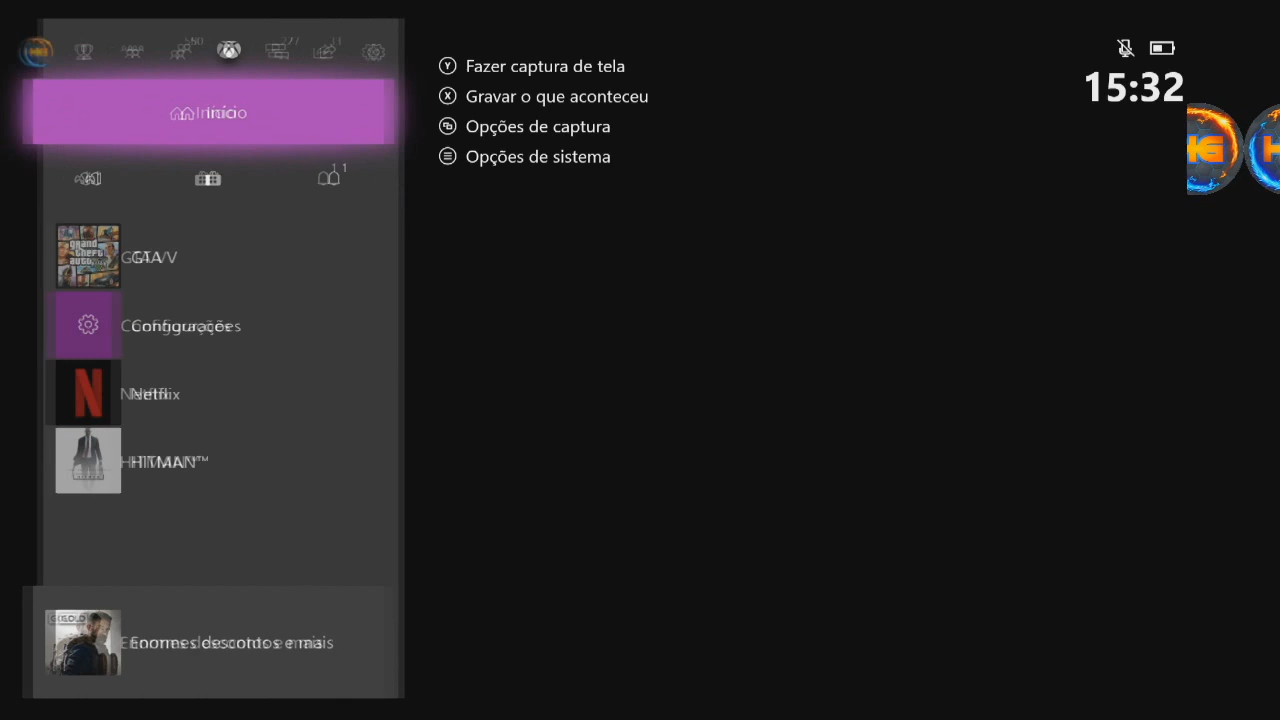 Início
GTA V
Configurações
Netflix
HITMAN™
Enormes descontos e mais
Fazer captura de tela
Gravar o que aconteceu
Opções de captura
Opções de sistema
15:32
HG